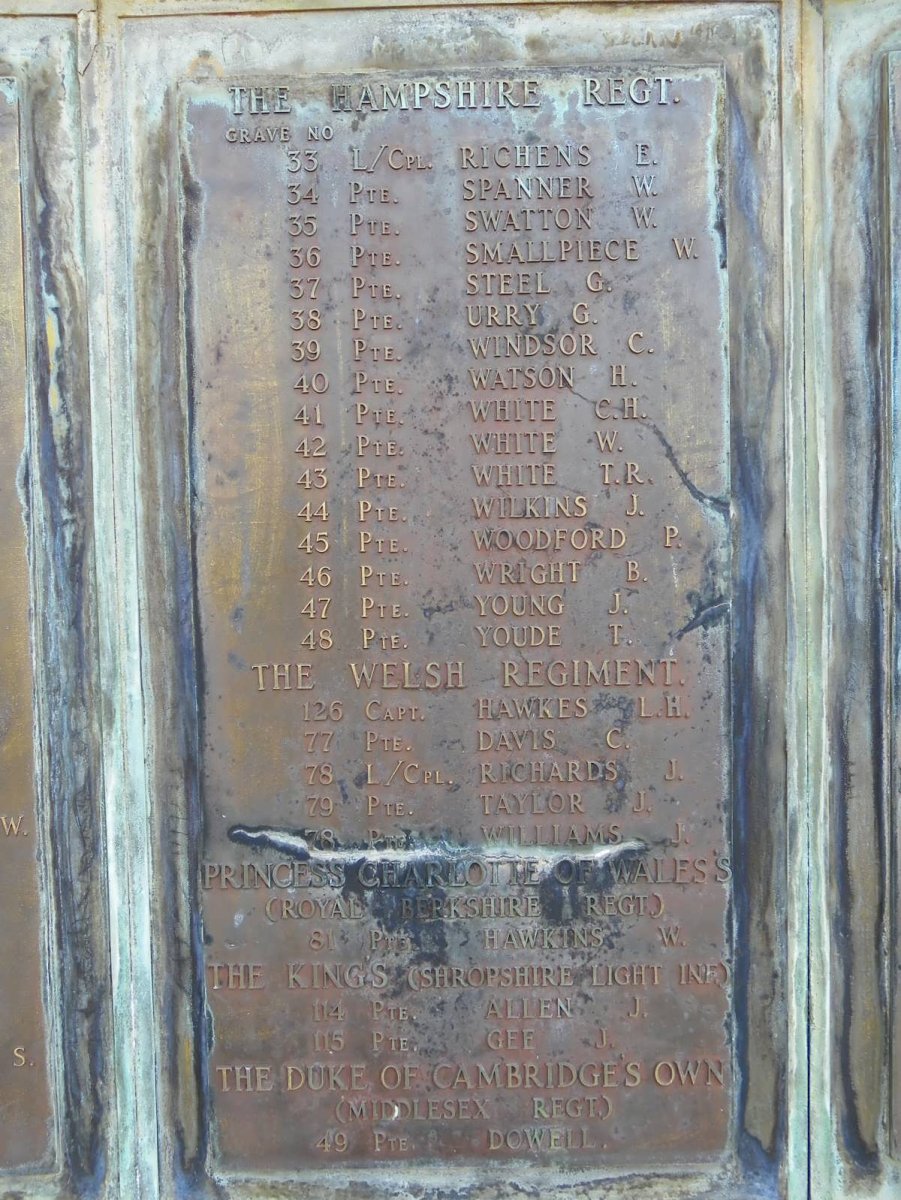 THE HAMPSHIRE REGT.
GRAVE NO
33 L/CPL. RICHENS E.
34 PTE. SPANNER W.
35 PTE. SWATTON W.
36 PTE. SMALLPIECE W.
37 PTE. STEEL G.
38 PTE. URRY G.
39 PTE. WINDSOR C.
40 PTE. WATSON H.
41 PTE. WHITE C.H.
42 PTE. WHITE W.
43 PTE. WHITE T.R.
44 PTE. WILKINS J.
45 PTE. WOODFORD P.
46 PTE. WRIGHT B.
47 PTE. YOUNG J.
48 PTE. YOUDE T.
THE WELSH REGIMENT.
126 CAPT. HAWKES L.H.
77 PTE. DAVIS C.
78 L/CPL. RICHARDS J.
79 PTE. TAYLOR J.
78 PTE. WILLIAMS J.
PRINCESS CHARLOTTE OF WALES'S
(ROYAL BERKSHIRE REGT.)
81 PTE. HAWKINS W.
THE KING'S (SHROPSHIRE LIGHT INF.)
114 PTE. ALLEN J.
115 PTE. GEE J.
THE DUKE OF CAMBRIDGE'S OWN
(MIDDLESEX REGT.)
49 PTE. DOWELL.
W.
S.